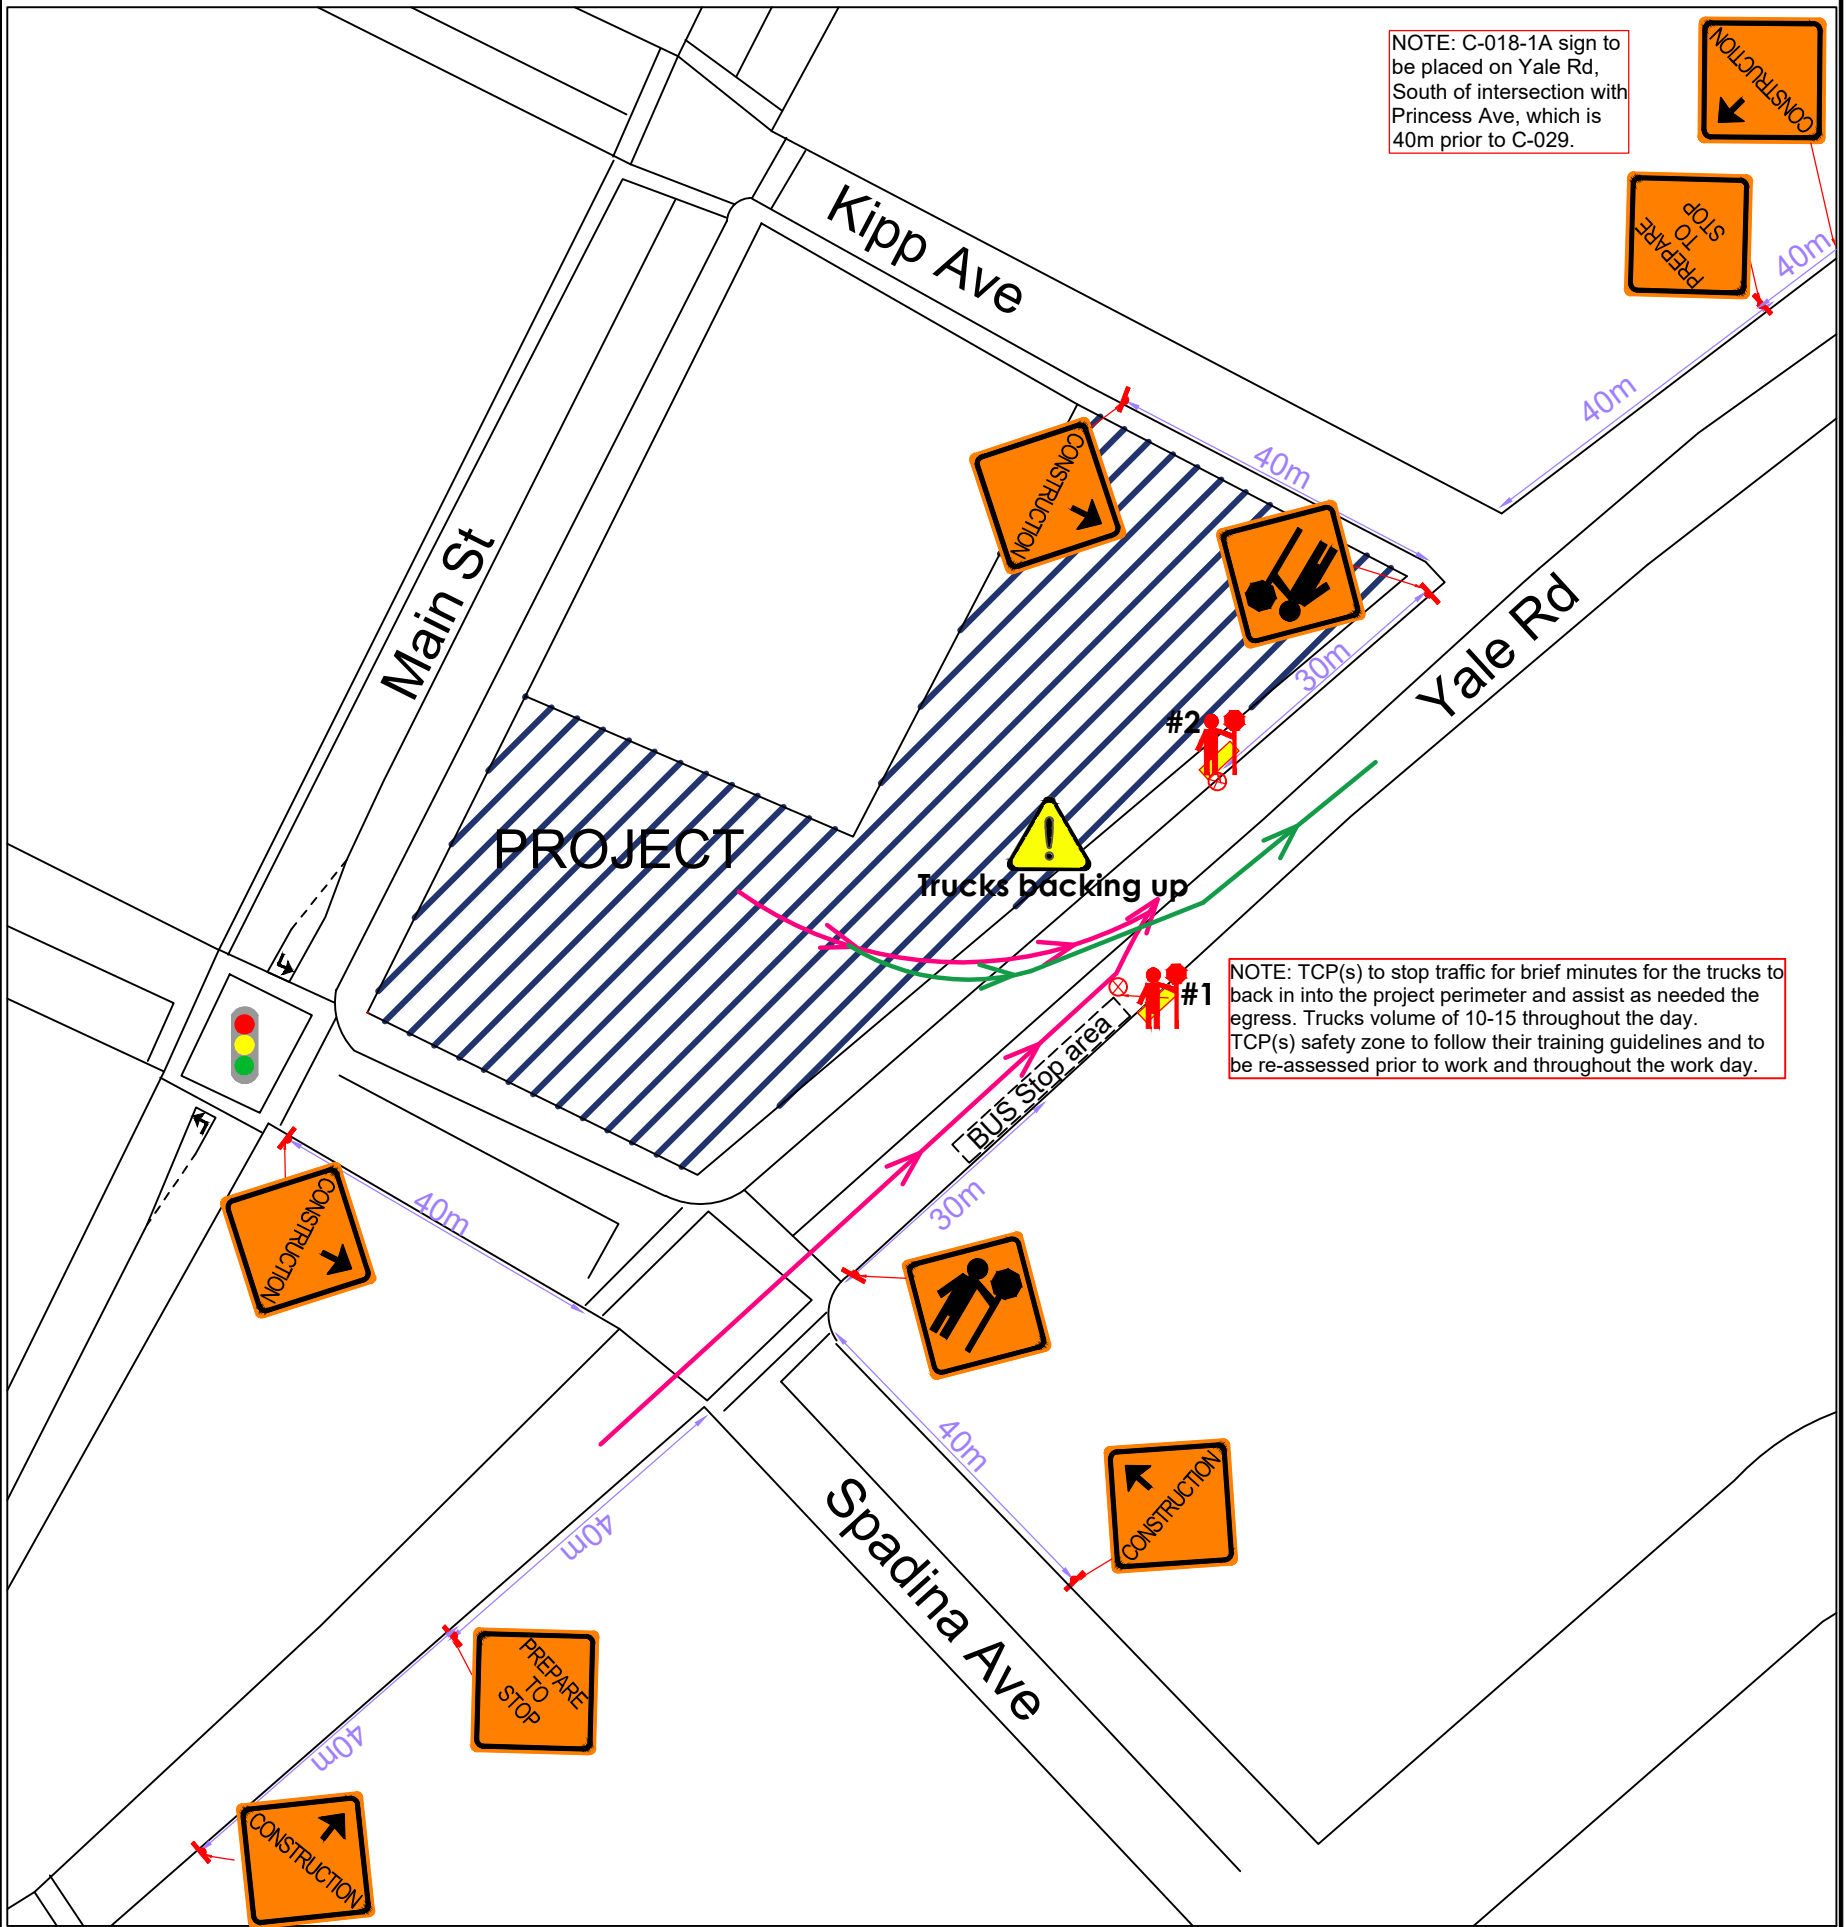 NOTE: C-018-1A sign to
be placed on Yale Rd,
South of intersection with
Princess Ave, which is
40m prior to C-029.
CONSTRUCTION
PREPARE
TO
STOP
40m
Kipp Ave
40m
40m
CONSTRUCTION
Main St
Yale Rd
30m
#2
PROJECT
!
Trucks backing up
NOTE: TCP(s) to stop traffic for brief minutes for the trucks to
back in into the project perimeter and assist as needed the
egress. Trucks volume of 10-15 throughout the day.
TCP(s) safety zone to follow their training guidelines and to
be re-assessed prior to work and throughout the work day.
#1
BUS Stop area
30m
CONSTRUCTION
40m
40m
CONSTRUCTION
40m
Spadina Ave
PREPARE
TO
STOP
40m
CONSTRUCTION